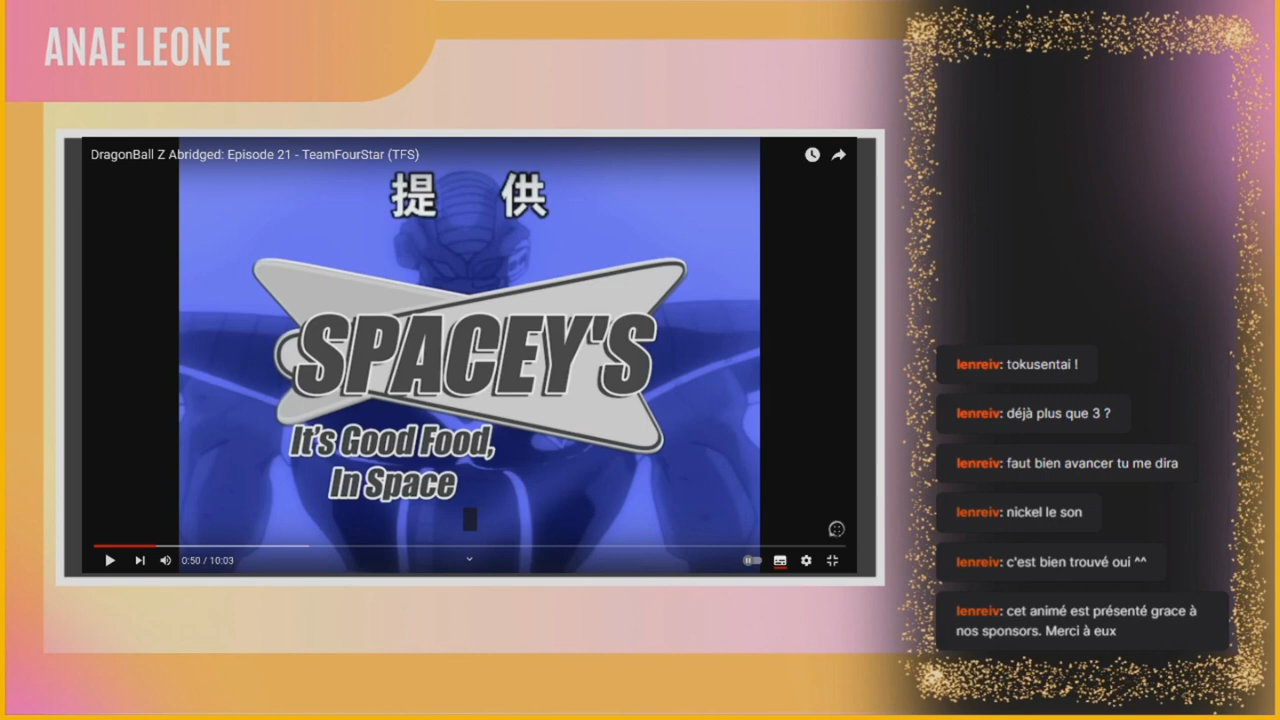 ANAE LEONE
DragonBall Z Abridged: Episode 21 - TeamFourStar (TFS)
提 供
SPACEY'S
It's Good Food,
In Space
0:50 / 10:03
lenreiv: tokusentai !
lenreiv: déjà plus que 3 ?
lenreiv: faut bien avancer tu me dira
lenreiv: nickel le son
lenreiv: c'est bien trouvé oui ^^
lenreiv: cet animé est présenté grace à
nos sponsors. Merci à eux